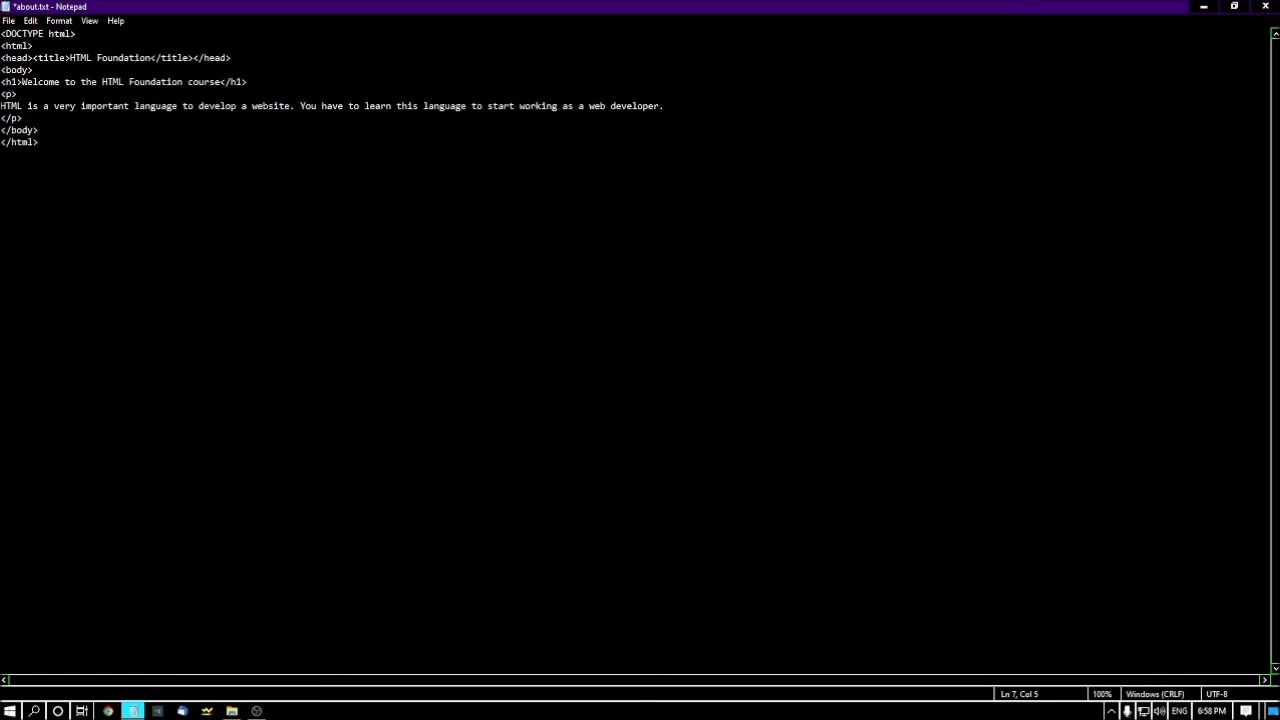 *about.txt - Notepad
File Edit Format View Help
<DOCTYPE html>
<html>
<head><title>HTML Foundation</title></head>
<body>
<h1>Welcome to the HTML Foundation course</h1>
<p>
HTML is a very important language to develop a website. You have to learn this language to start working as a web developer.
</p>
</body>
</html>
Ln 7, Col 5 100% Windows (CRLF) UTF-8
ENG 6:58 PM